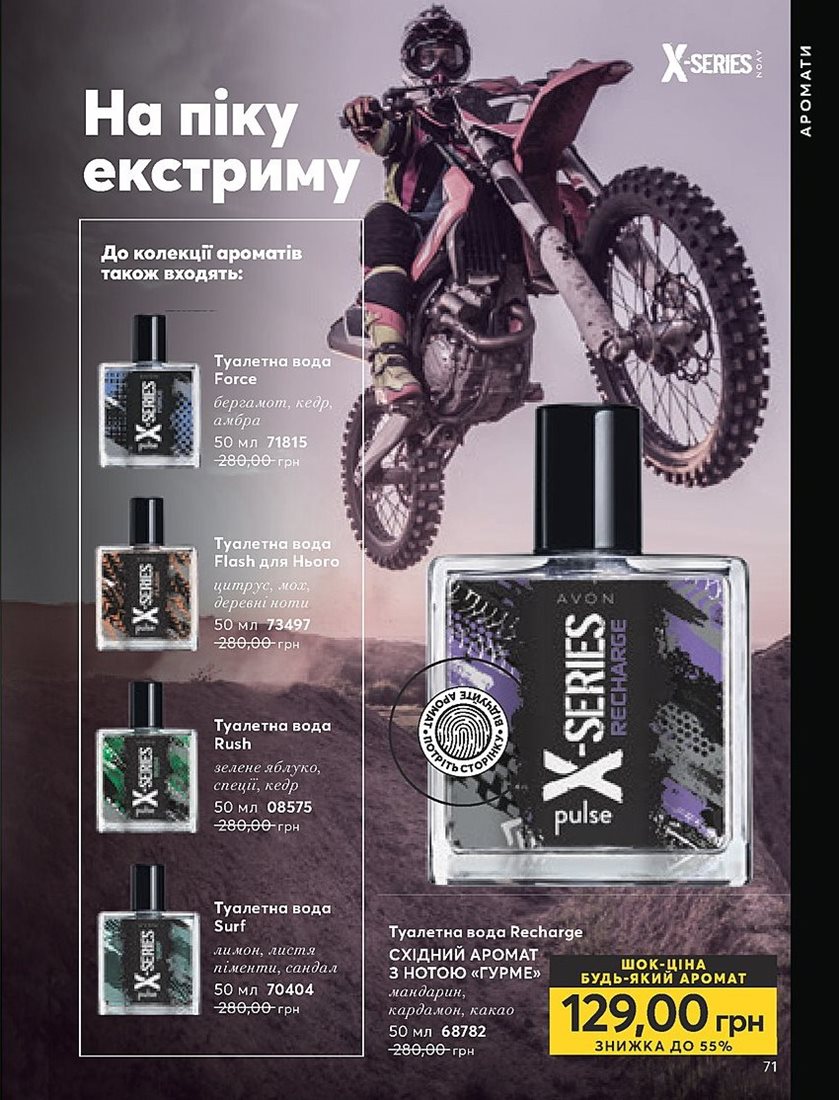 X-SERIES
AVON
АРОМАТИ
На піку
екстриму
До колекції ароматів
також входять:
X-SERIES
Туалетна вода
Force
бергамот, кедр,
амбра
50 мл 71815
280,00 грн
X-SERIES
pulse
Туалетна вода
Flash для Нього
цитрус, мох,
деревні ноти
50 мл 73497
280,00 грн
X-SERIES
Туалетна вода
Rush
зелене яблуко,
спеції, кедр
50 мл 08575
280,00 грн
X-SERIES
Туалетна вода
Surf
лимон, листя
піменти, сандал
50 мл 70404
280,00 грн
AVON
X-SERIES
RECHARGE
pulse
ВІДЧУЙТЕ АРОМАТ • ПОТРІТЬ СТОРІНКУ •
Туалетна вода Recharge
СХІДНИЙ АРОМАТ
З НОТОЮ «ГУРМЕ»
мандарин,
кардамон, какао
50 мл 68782
280,00 грн
ШОК-ЦІНА
БУДЬ-ЯКИЙ АРОМАТ
129,00 грн
ЗНИЖКА ДО 55%
71